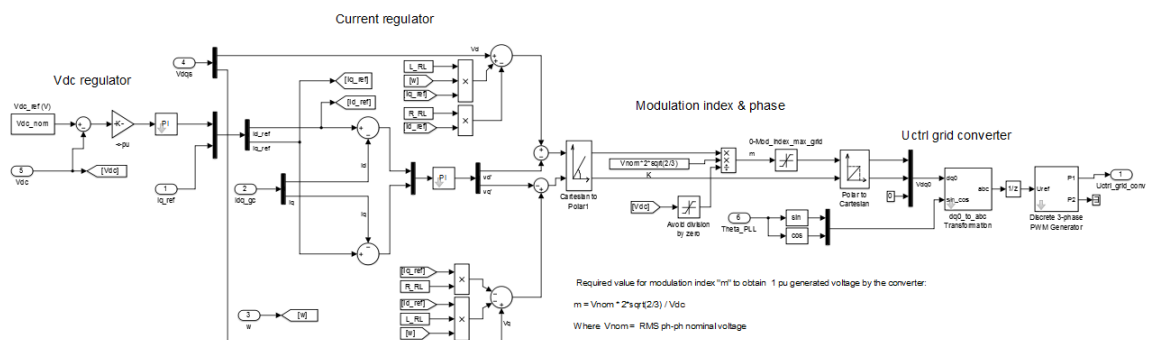 Current regulator
Vdc regulator
Modulation index & phase
Uctrl grid converter
4
Vdqs
Vd
L_RL
[w]
[Iq_ref]
R_RL
[Id_ref]
×
×
[Iq_ref]
[Id_ref]
Vdc_ref (V)
Vdc_nom
-K-
->pu
PI
5
Vdc
[Vdc]
1
Iq_ref
Id_ref
Iq_ref
2
Idq_gc
Id
Iq
PI
vd'
vq'
Cartesian to
Polar1
Vnom*2*sqrt(2/3)
K
0-Mod_index_max_grid
m
[Vdc]
Avoid division
by zero
Polar to
Cartesian
0
Vdq0
6
Theta_PLL
sin
cos
dq0
sin_cos
abc
dq0_to_abc
Transformation
1/z
Uref
P1
P2
Discrete 3-phase
PWM Generator
1
Uctrl_grid_conv
3
w
[w]
[Iq_ref]
R_RL
[Id_ref]
L_RL
[w]
×
×
Vq
Required value for modulation index "m" to obtain 1 pu generated voltage by the converter:
m = Vnom * 2*sqrt(2/3) / Vdc
Where Vnom = RMS ph-ph nominal voltage